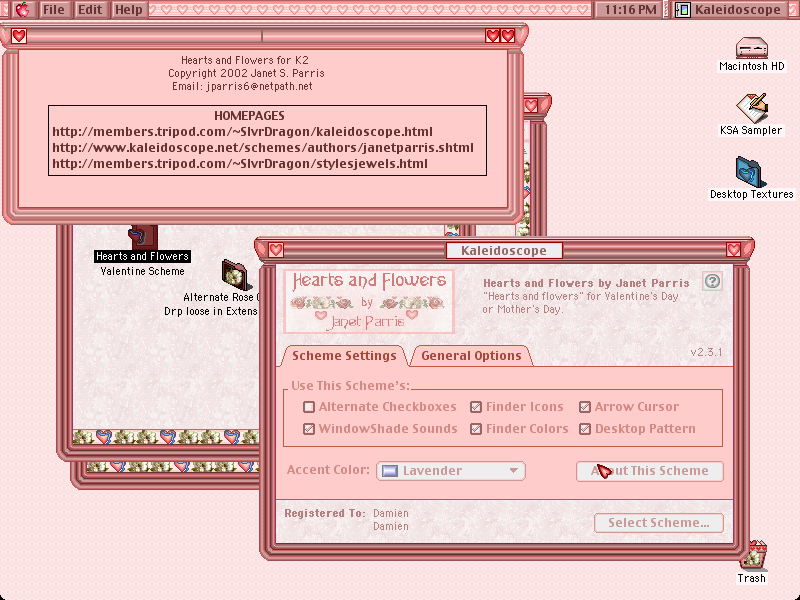 File Edit Help
11:16 PM
Kaleidoscope
Hearts and Flowers for K2
Copyright 2002 Janet S. Parris
Email: jparris6@netpath.net
HOMEPAGES
http://members.tripod.com/~SlvrDragon/kaleidoscope.html
http://www.kaleidoscope.net/schemes/authors/janetparris.shtml
http://members.tripod.com/~SlvrDragon/stylesjewels.html
Macintosh HD
KSA Sampler
Desktop Textures
Hearts and Flowers
Valentine Scheme
Alternate Rose
Drp loose in Extens
Kaleidoscope
Hearts and Flowers
by
Janet Parris
Hearts and Flowers by Janet Parris
"Hearts and flowers" for Valentine's Day
or Mother's Day.
?
v2.3.1
Scheme Settings
General Options
Use This Scheme's:
Alternate Checkboxes
Finder Icons
Arrow Cursor
WindowShade Sounds
Finder Colors
Desktop Pattern
Accent Color:
Lavender
About This Scheme
Registered To: Damien
Damien
Select Scheme...
Trash